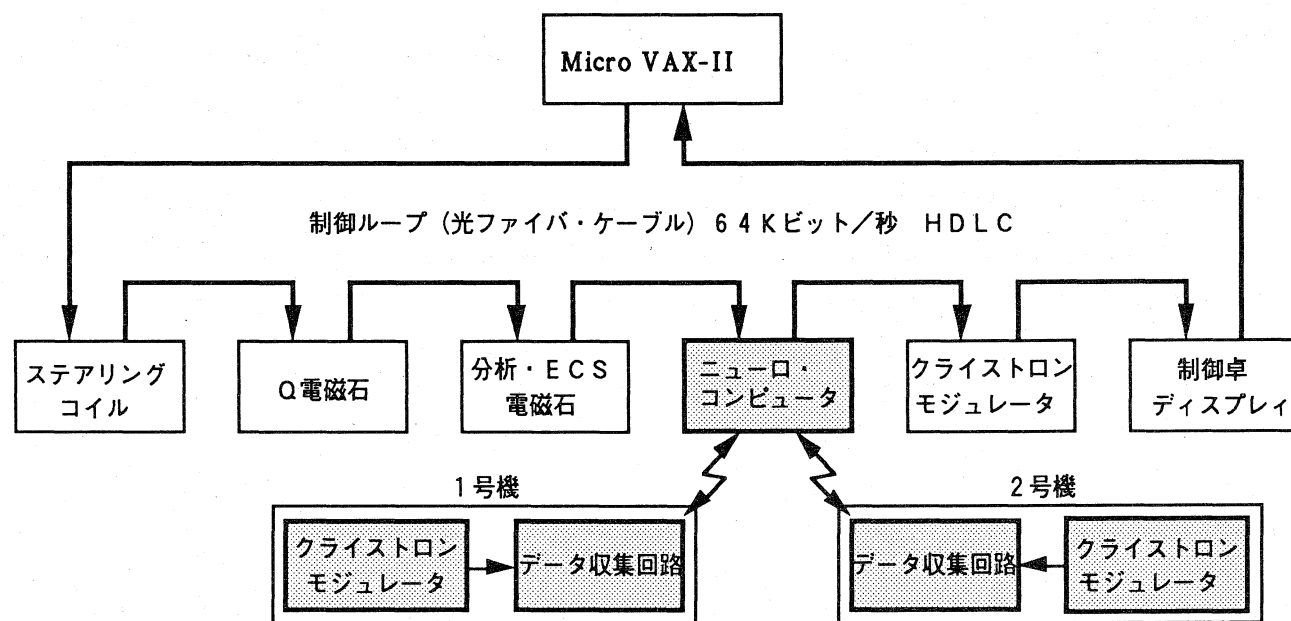 Micro VAX-II
制御ループ（光ファイバ・ケーブル）６４Ｋビット／秒　ＨＤＬＣ
ステアリング
コイル
Ｑ電磁石
分析・ＥＣＳ
電磁石
ニューロ・
コンピュータ
クライストロン
モジュレータ
制御卓
ディスプレィ
１号機
２号機
クライストロン
モジュレータ
データ収集回路
データ収集回路
クライストロン
モジュレータ